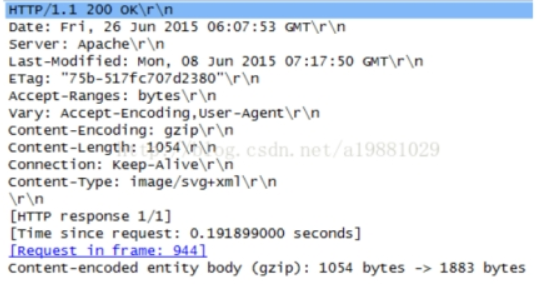 HTTP/1.1 200 OK\r\n
Date: Fri, 26 Jun 2015 06:07:53 GMT\r\n
Server: Apache\r\n
Last-Modified: Mon, 08 Jun 2015 07:17:50 GMT\r\n
ETag: "75b-517fc707d2380"\r\n
Accept-Ranges: bytes\r\n
Vary: Accept-Encoding,User-Agent\r\n
Content-Encoding: gzip\r\n
Content-Length: 1054\r\n
http://blog.csdn.net/a19881029
Connection: Keep-Alive\r\n
Content-Type: image/svg+xml\r\n
\r\n
[HTTP response 1/1]
[Time since request: 0.191899000 seconds]
[Request in frame: 944]
Content-encoded entity body (gzip): 1054 bytes -> 1883 bytes